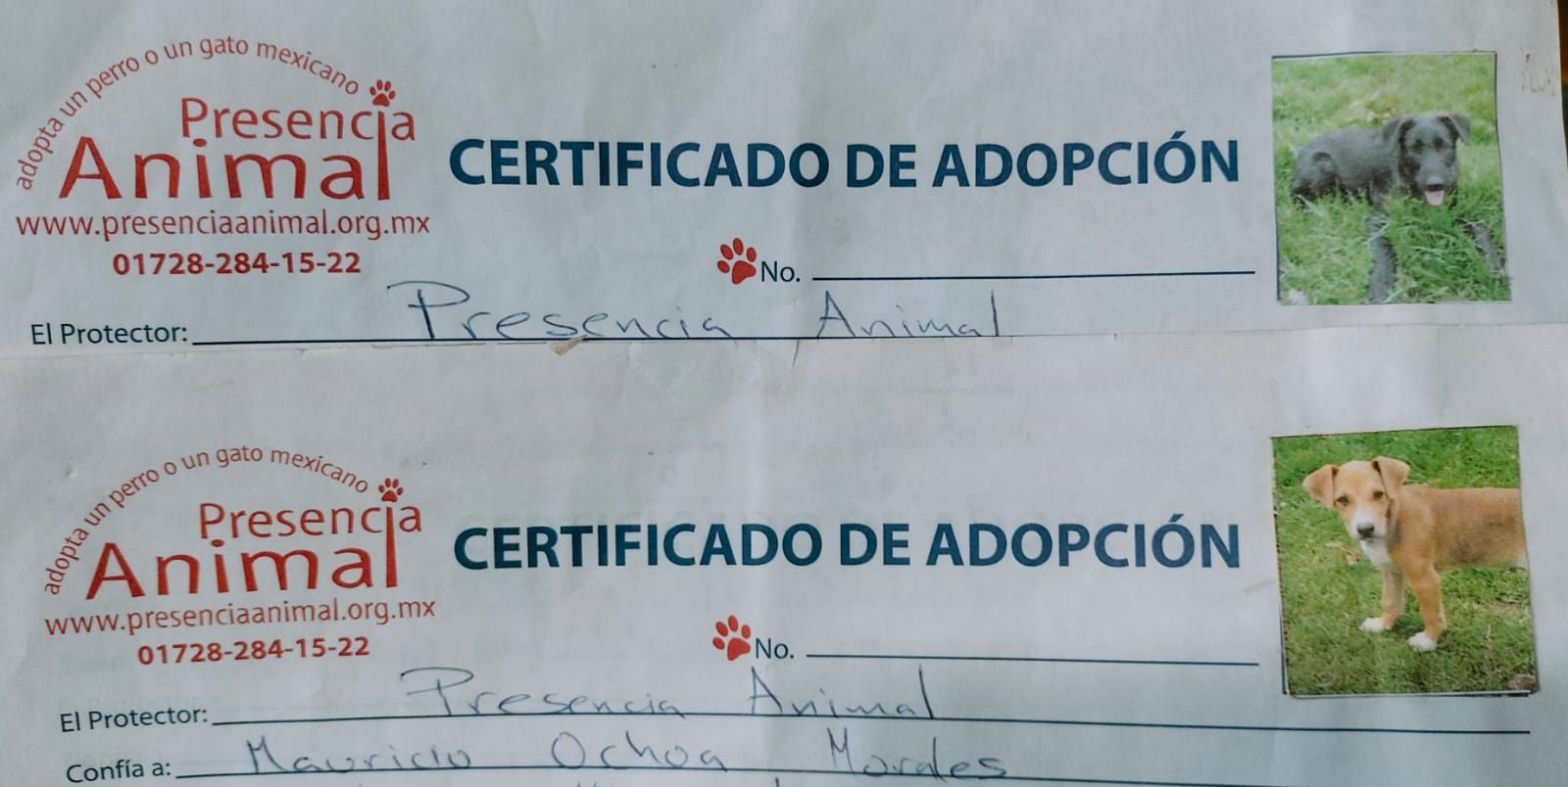 adopta un perro o un gato mexicano
Presencia
Animal
www.presenciaanimal.org.mx
01728-284-15-22
CERTIFICADO DE ADOPCIÓN
No.
El Protector: Presencia Animal
adopta un perro o un gato mexicano
Presencia
Animal
www.presenciaanimal.org.mx
01728-284-15-22
CERTIFICADO DE ADOPCIÓN
No.
El Protector: Presencia Animal
Confía a: Mauricio Ochoa Morales